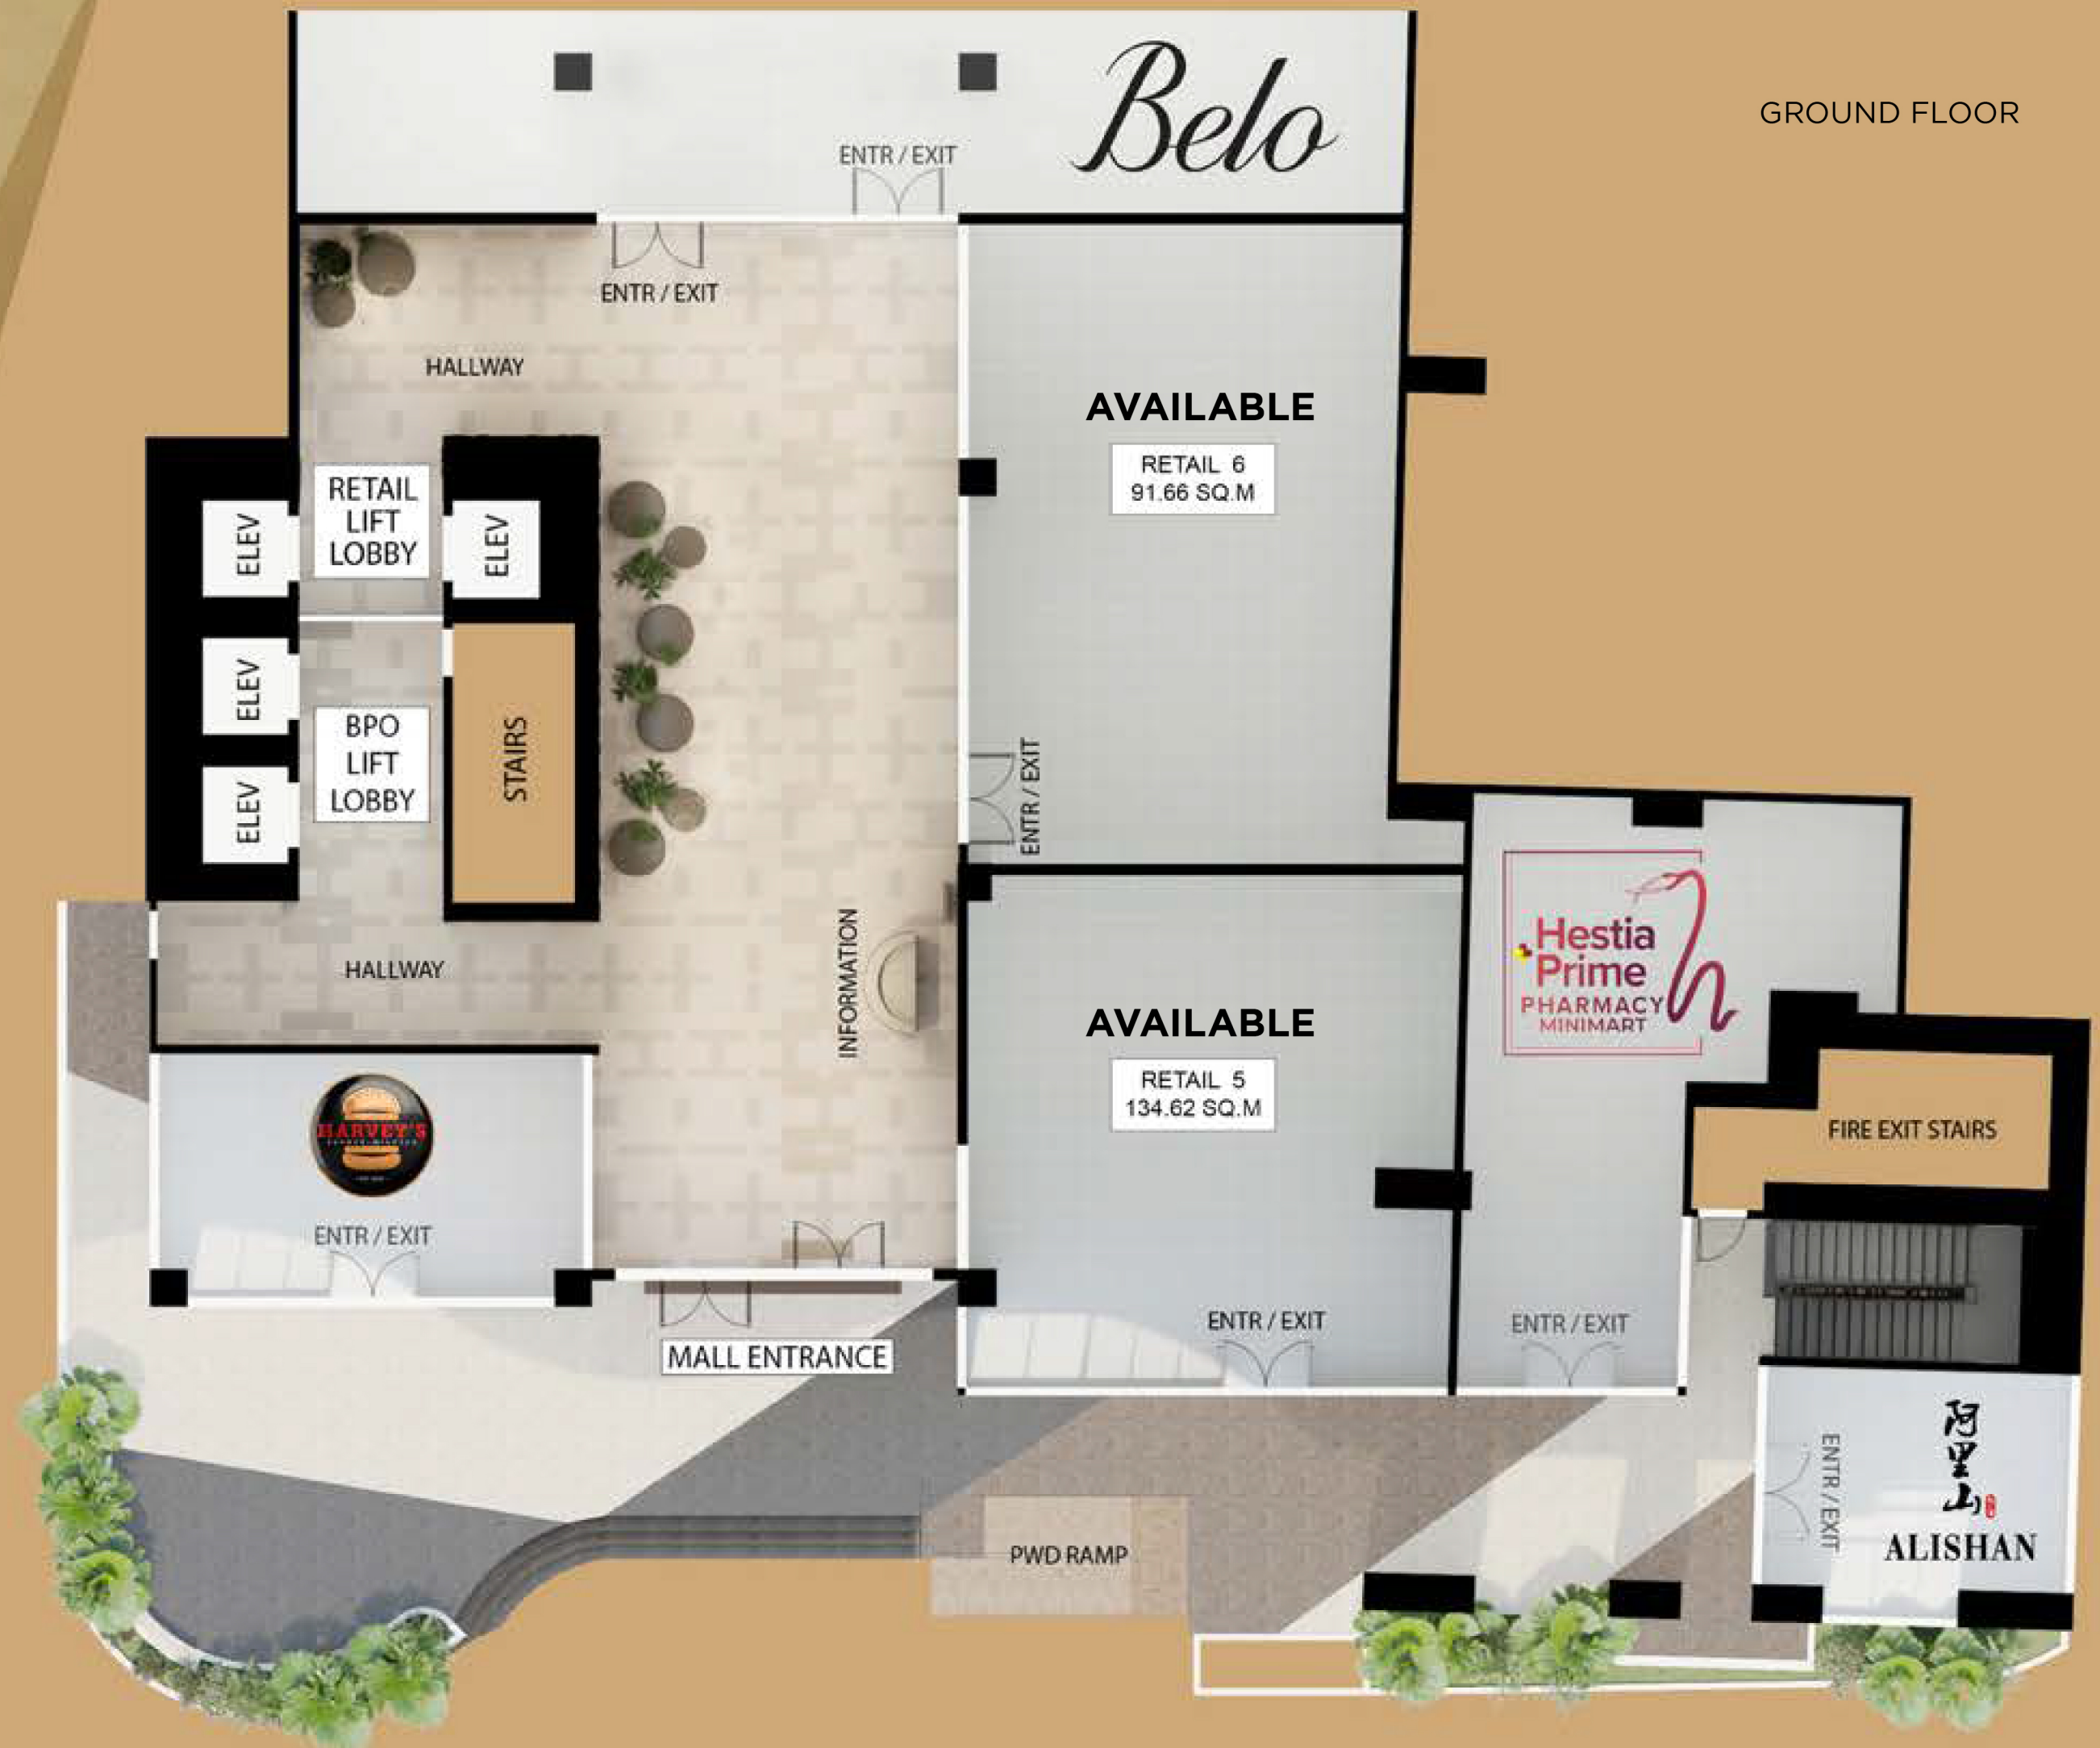 Belo
GROUND FLOOR
ENTR / EXIT
ENTR / EXIT
HALLWAY
AVAILABLE
RETAIL 6
91.66 SQ.M
RETAIL
LIFT
LOBBY
ELEV
ELEV
ELEV
BPO
LIFT
LOBBY
STAIRS
ELEV
ENTR / EXIT
Hestia
Prime
PHARMACY
MINIMART
INFORMATION
HALLWAY
AVAILABLE
RETAIL 5
134.62 SQ.M
HARVEY'S
FIRE EXIT STAIRS
ENTR / EXIT
ENTR / EXIT
ENTR / EXIT
MALL ENTRANCE
阿里山
ENTR / EXIT
ALISHAN
PWD RAMP